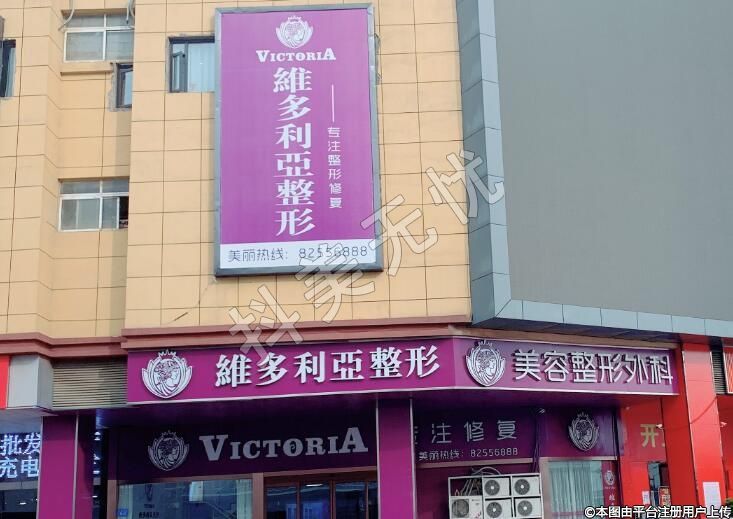 VICTORIA
維多利亞整形
专注整形修复
美丽热线：82556888
抖美无忧
維多利亞整形
美容整形外科
批发
充电
VICTORIA
专注修复
美丽热线：82556888
开
©本图由平台注册用户上传